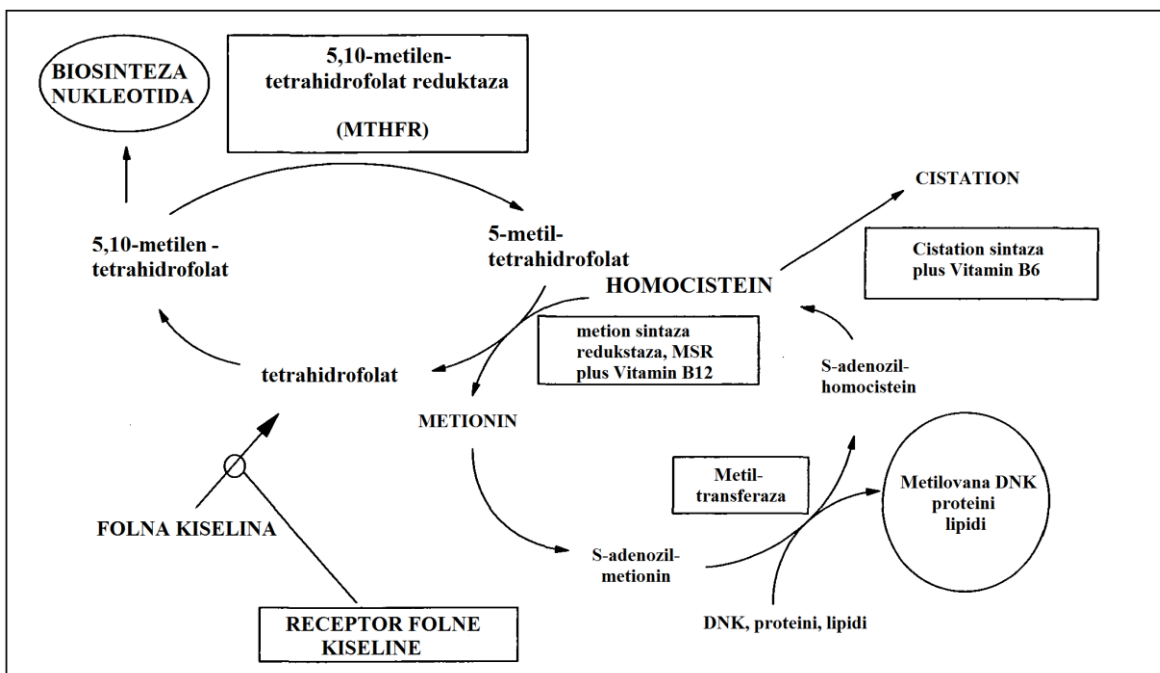 BIOSINTEZA
NUKLEOTIDA
5,10-metilen-
tetrahidrofolat reduktaza
(MTHFR)
CISTATION
5,10-metilen -
tetrahidrofolat
5-metil-
tetrahidrofolat
HOMOCISTEIN
Cistation sintaza
plus Vitamin B6
metion sintaza
redukstaza, MSR
plus Vitamin B12
tetrahidrofolat
S-adenozil-
homocistein
METIONIN
Metil-
transferaza
Metilovana DNK
proteini
lipidi
FOLNA KISELINA
S-adenozil-
metionin
RECEPTOR FOLNE
KISELINE
DNK, proteini, lipidi